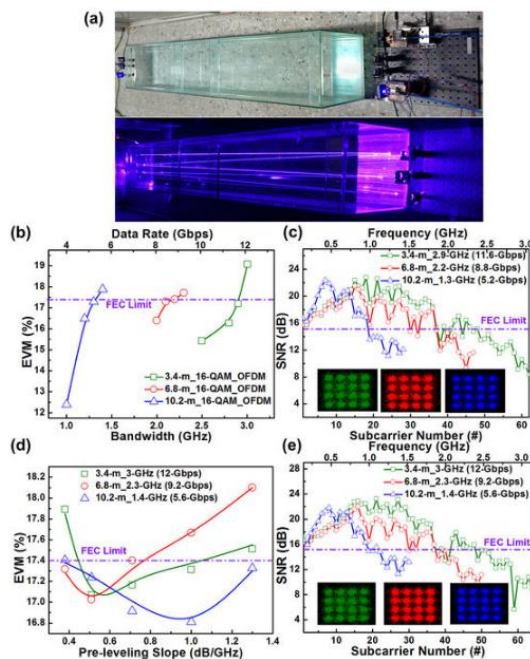 (a)
(b)
Data Rate (Gbps)
4 6 8 10 12
EVM (%)
19
18
17
16
15
14
13
12
FEC Limit
3.4-m_16-QAM_OFDM
6.8-m_16-QAM_OFDM
10.2-m_16-QAM_OFDM
1.0 1.5 2.0 2.5 3.0
Bandwidth (GHz)
(c)
Frequency (GHz)
0.0 0.5 1.0 1.5 2.0 2.5 3.0
SNR (dB)
28
24
20
16
12
8
4
3.4-m_2.9-GHz (11.6-Gbps)
6.8-m_2.2-GHz (8.8-Gbps)
10.2-m_1.3-GHz (5.2-Gbps)
FEC Limit
0 10 20 30 40 50 60
Subcarrier Number (#)
(d)
EVM (%)
18.2
18.0
17.8
17.6
17.4
17.2
17.0
16.8
3.4-m_3-GHz (12-Gbps)
6.8-m_2.3-GHz (9.2-Gbps)
10.2-m_1.4-GHz (5.6-Gbps)
FEC Limit
0.4 0.6 0.8 1.0 1.2 1.4
Pre-leveling Slope (dB/GHz)
(e)
Frequency (GHz)
0.0 0.5 1.0 1.5 2.0 2.5 3.0
SNR (dB)
28
24
20
16
12
8
4
3.4-m_3-GHz (12-Gbps)
6.8-m_2.3-GHz (9.2-Gbps)
10.2-m_1.4-GHz (5.6-Gbps)
FEC Limit
0 10 20 30 40 50 60
Subcarrier Number (#)